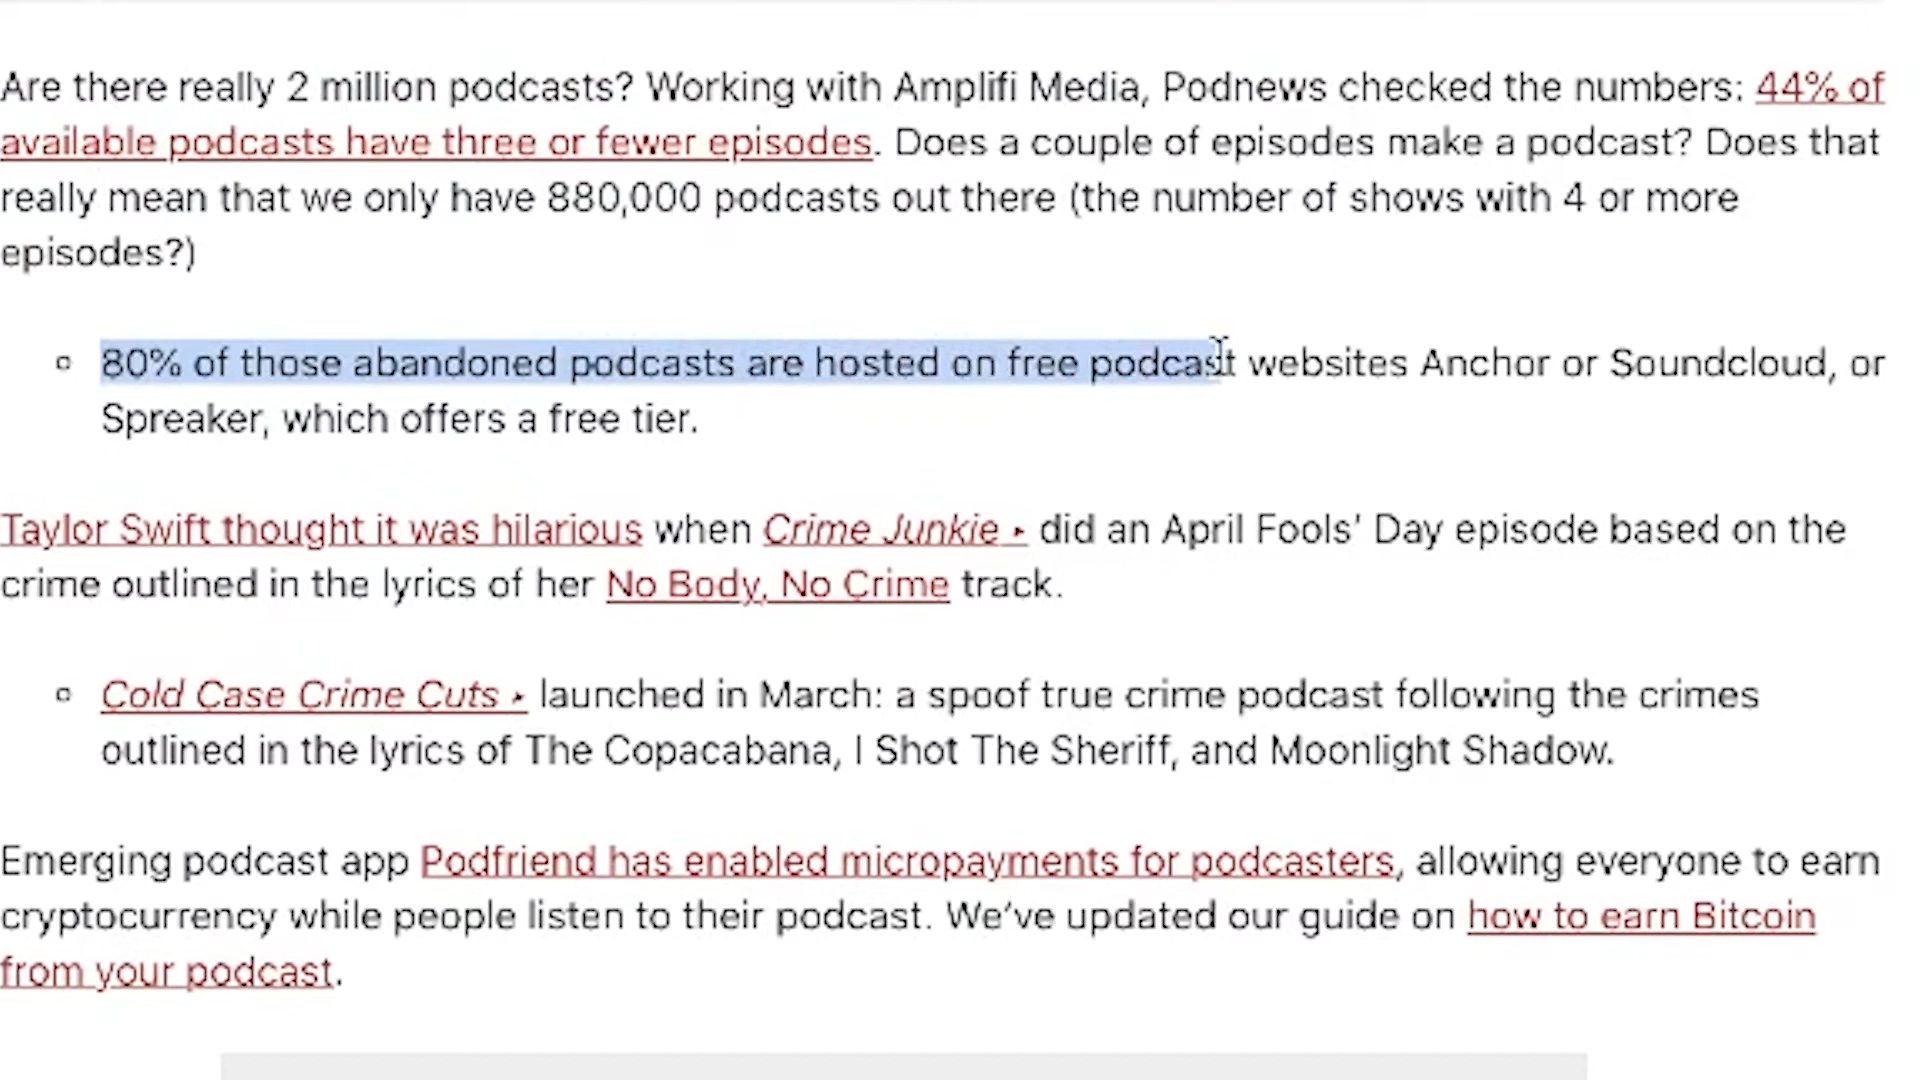 Are there really 2 million podcasts? Working with Amplifi Media, Podnews checked the numbers: 44% of
available podcasts have three or fewer episodes. Does a couple of episodes make a podcast? Does that
really mean that we only have 880,000 podcasts out there (the number of shows with 4 or more
episodes?)
80% of those abandoned podcasts are hosted on free podcast websites Anchor or Soundcloud, or
Spreaker, which offers a free tier.
Taylor Swift thought it was hilarious when Crime Junkie ‣ did an April Fools’ Day episode based on the
crime outlined in the lyrics of her No Body, No Crime track.
Cold Case Crime Cuts ‣ launched in March: a spoof true crime podcast following the crimes
outlined in the lyrics of The Copacabana, I Shot The Sheriff, and Moonlight Shadow.
Emerging podcast app Podfriend has enabled micropayments for podcasters, allowing everyone to earn
cryptocurrency while people listen to their podcast. We’ve updated our guide on how to earn Bitcoin
from your podcast.